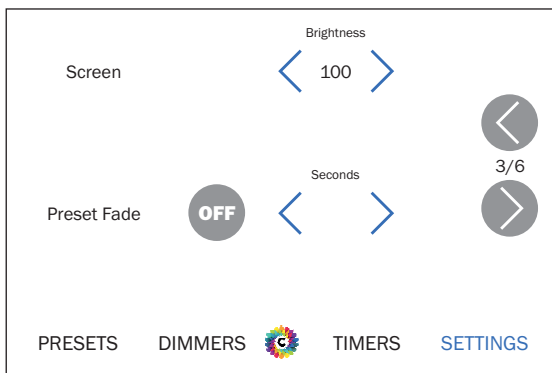 Brightness
Screen 100
3/6
Seconds
Preset Fade OFF
PRESETS DIMMERS C TIMERS SETTINGS